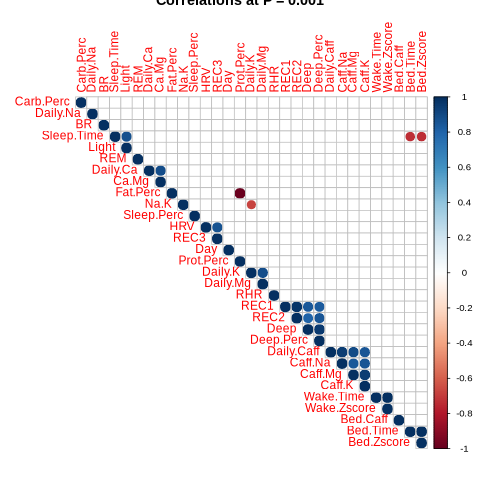 Correlations at P = 0.001
Carb.Perc
Daily.Na
BR
Sleep.Time
Light
REM
Daily.Ca
Ca.Mg
Fat.Perc
Na.K
Sleep.Perc
HRV
REC3
Day
Prot.Perc
Daily.K
Daily.Mg
RHR
REC1
REC2
Deep
Deep.Perc
Daily.Caff
Caff.Na
Caff.Mg
Caff.K
Wake.Time
Wake.Zscore
Bed.Caff
Bed.Time
Bed.Zscore
Carb.Perc
Daily.Na
BR
Sleep.Time
Light
REM
Daily.Ca
Ca.Mg
Fat.Perc
Na.K
Sleep.Perc
HRV
REC3
Day
Prot.Perc
Daily.K
Daily.Mg
RHR
REC1
REC2
Deep
Deep.Perc
Daily.Caff
Caff.Na
Caff.Mg
Caff.K
Wake.Time
Wake.Zscore
Bed.Caff
Bed.Time
Bed.Zscore
1
0.8
0.6
0.4
0.2
0
-0.2
-0.4
-0.6
-0.8
-1